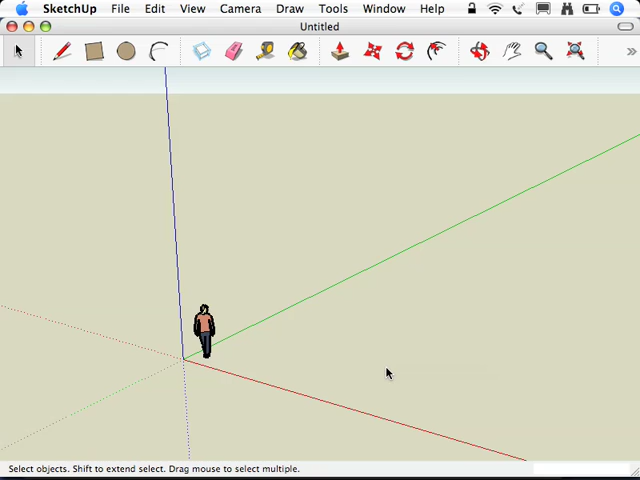 SketchUp File Edit View Camera Draw Tools Window Help
Untitled
Select objects. Shift to extend select. Drag mouse to select multiple.